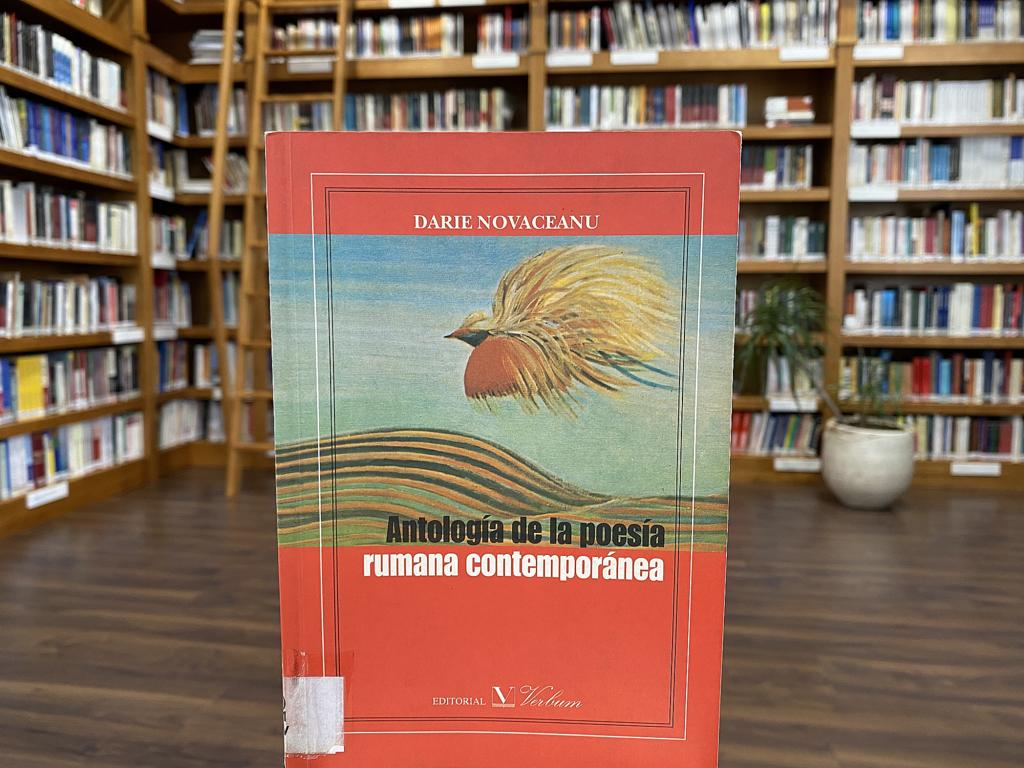 DARIE NOVACEANU
Antología de la poesía
rumana contemporánea
EDITORIAL V Verbum